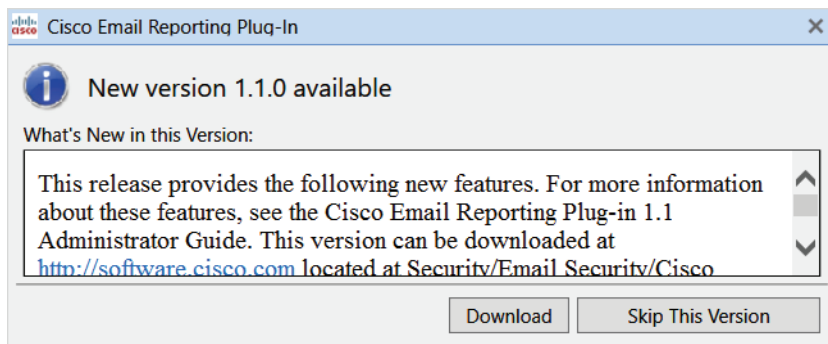 cisco Cisco Email Reporting Plug-In
New version 1.1.0 available
What's New in this Version:
This release provides the following new features. For more information
about these features, see the Cisco Email Reporting Plug-in 1.1
Administrator Guide. This version can be downloaded at
http://software.cisco.com located at Security/Email Security/Cisco
Download Skip This Version